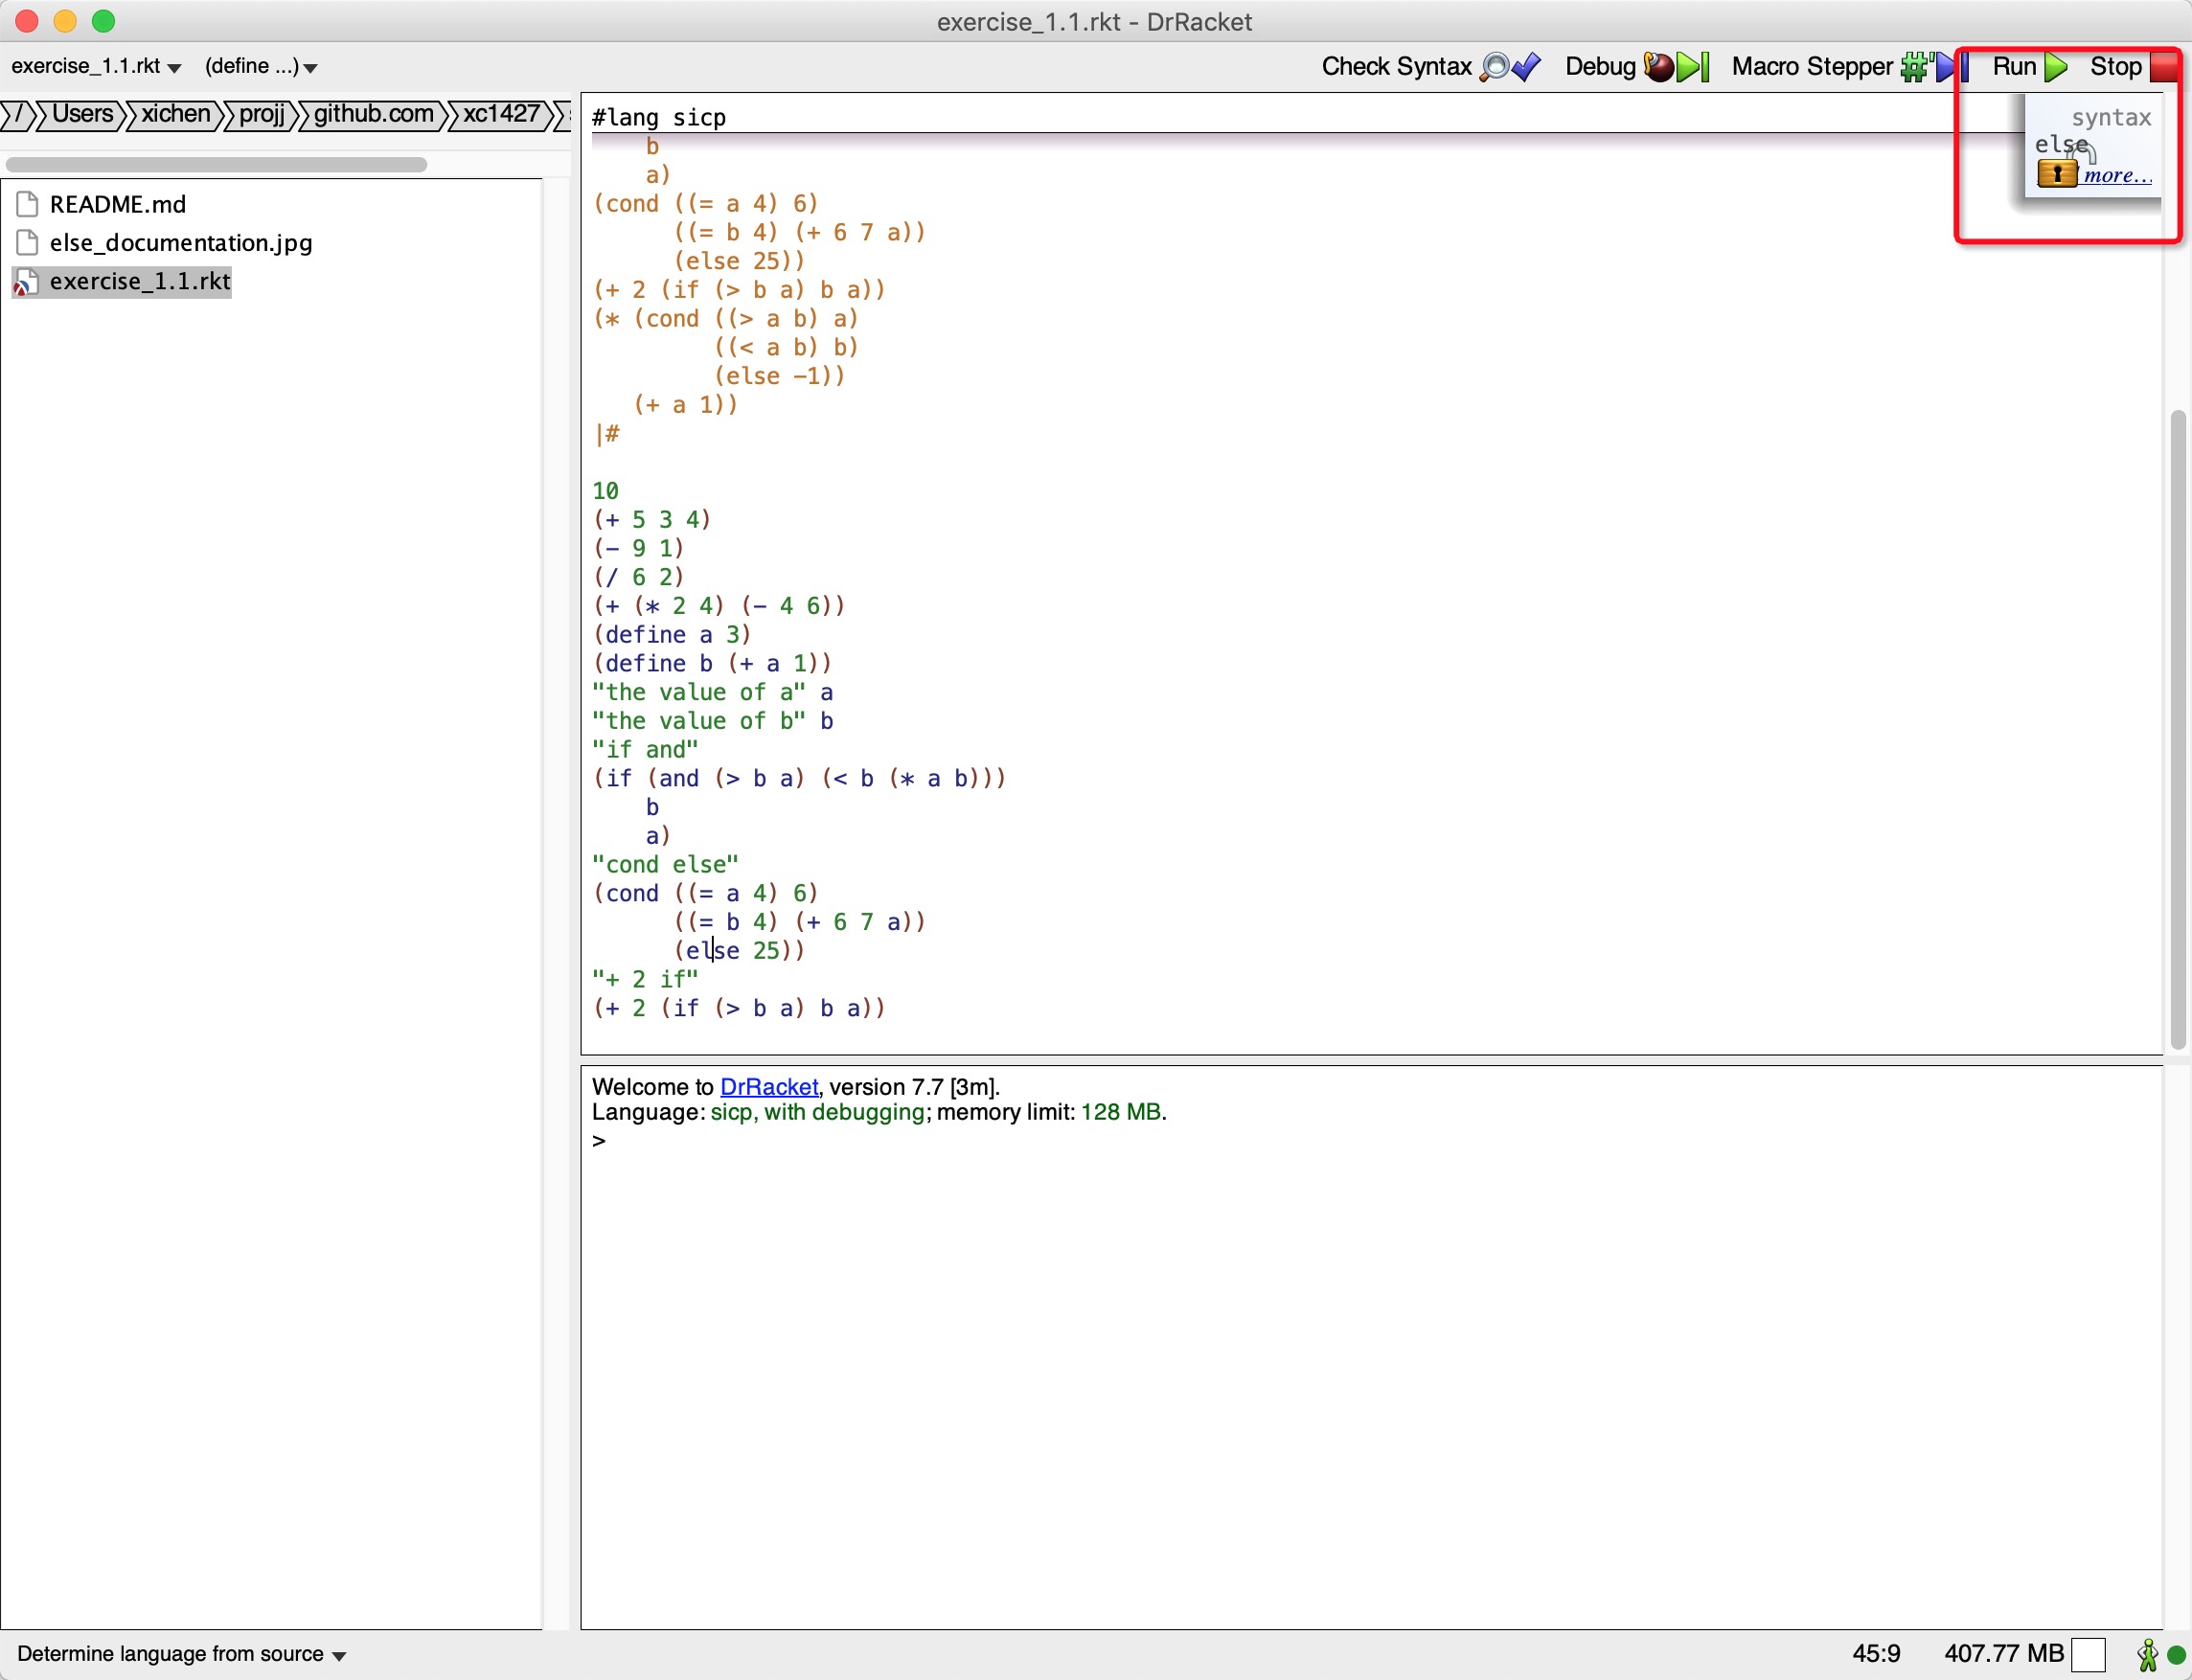 exercise_1.1.rkt - DrRacket
exercise_1.1.rkt (define ...) Check Syntax Debug Macro Stepper #' Run Stop
/ Users xichen projj github.com xc1427
README.md
else_documentation.jpg
exercise_1.1.rkt
#lang sicp
syntax
else
more...
    b
    a)
(cond ((= a 4) 6)
      ((= b 4) (+ 6 7 a))
      (else 25))
(+ 2 (if (> b a) b a))
(* (cond ((> a b) a)
         ((< a b) b)
         (else -1))
   (+ a 1))
|#
10
(+ 5 3 4)
(- 9 1)
(/ 6 2)
(+ (* 2 4) (- 4 6))
(define a 3)
(define b (+ a 1))
"the value of a" a
"the value of b" b
"if and"
(if (and (> b a) (< b (* a b)))
    b
    a)
"cond else"
(cond ((= a 4) 6)
      ((= b 4) (+ 6 7 a))
      (else 25))
"+ 2 if"
(+ 2 (if (> b a) b a))
Welcome to DrRacket, version 7.7 [3m].
Language: sicp, with debugging; memory limit: 128 MB.
>
Determine language from source 45:9 407.77 MB